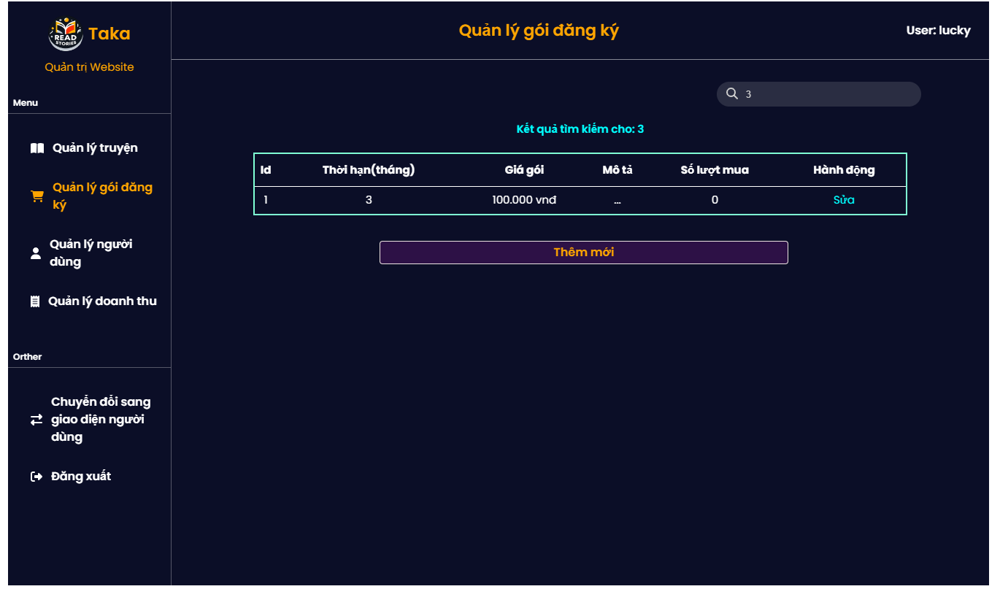 READ
STORIES
Taka
Quản trị Website
Menu
Quản lý truyện
Quản lý gói đăng
ký
Quản lý người
dùng
Quản lý doanh thu
Orther
Chuyển đổi sang
giao diện người
dùng
Đăng xuất
Quản lý gói đăng ký
User: lucky
3
Kết quả tìm kiếm cho: 3
Id Thời hạn(tháng) Giá gói Mô tả Số lượt mua Hành động
1 3 100.000 vnđ ... 0 Sửa
Thêm mới